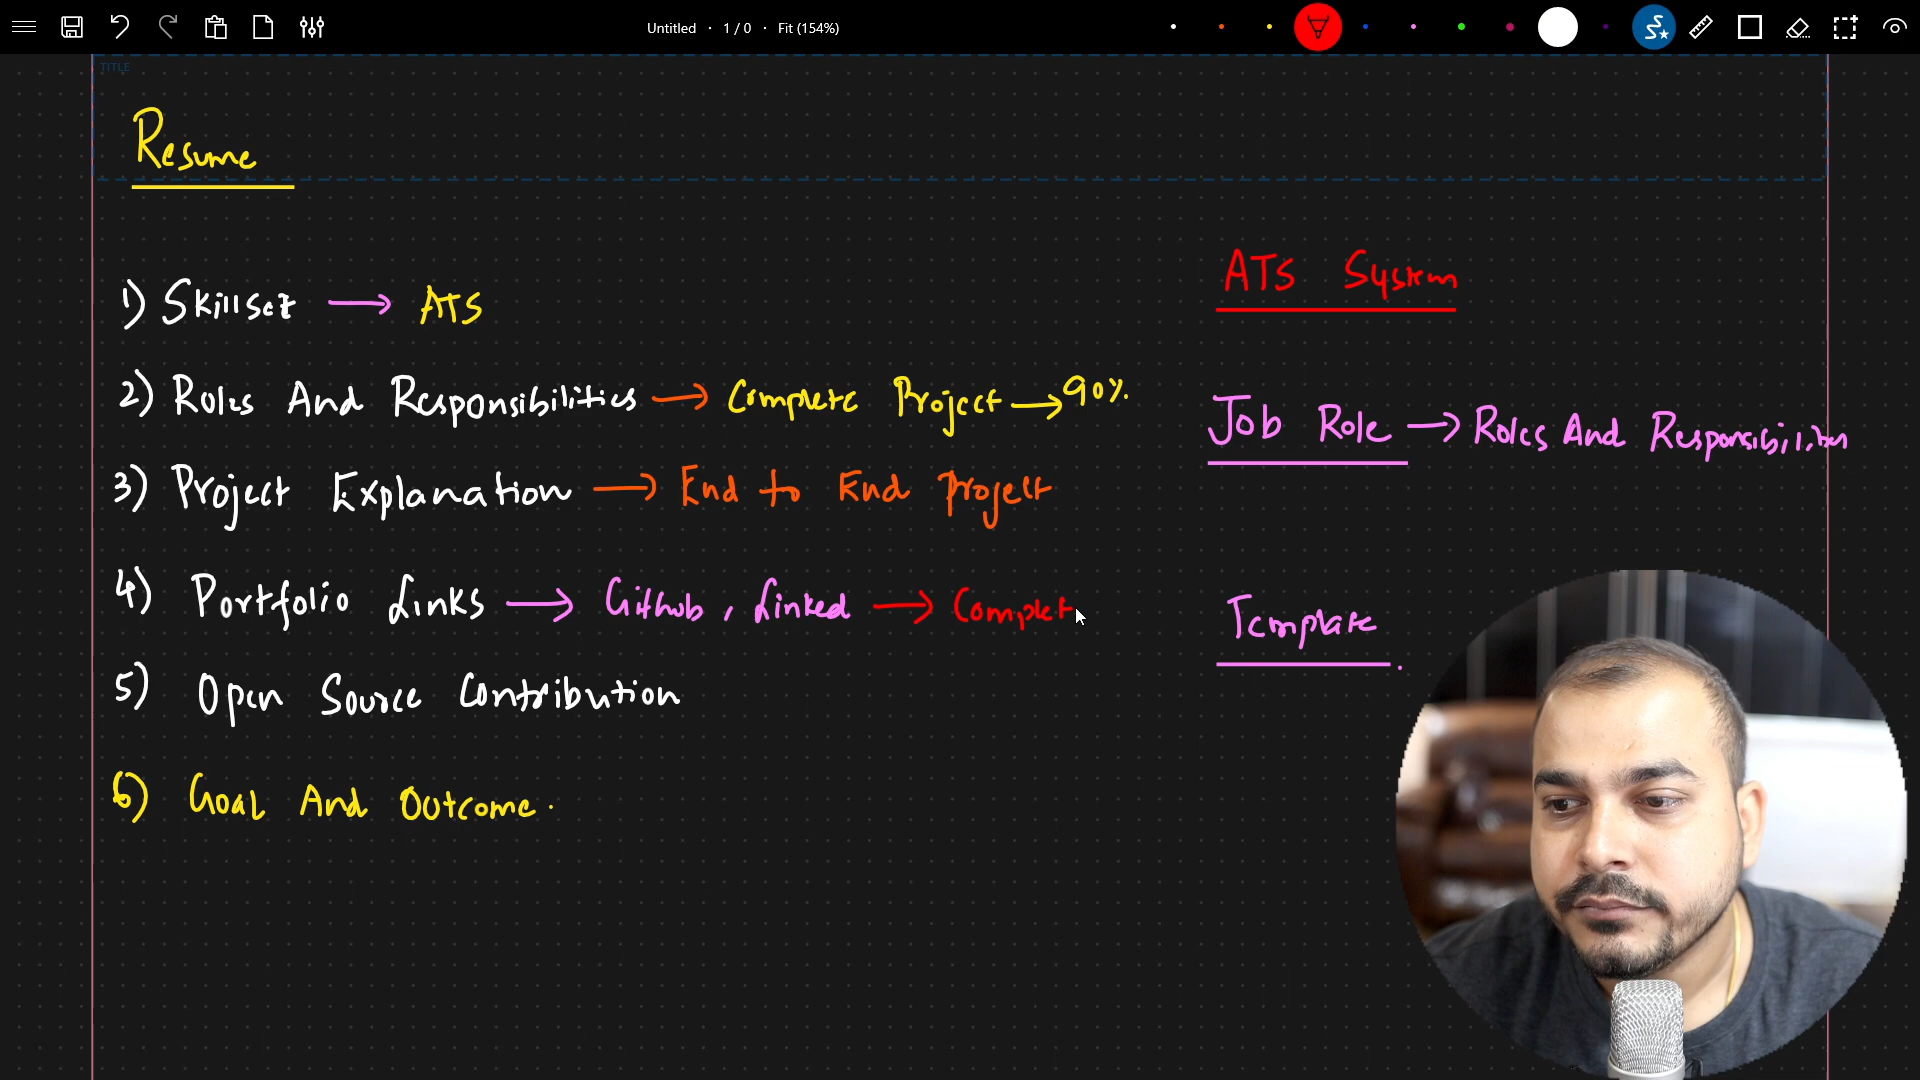 Untitled · 1 / 0 · Fit (154%)
TITLE
Resume
ATS System
1) Skillset → ATS
2) Roles And Responsibilities → Complete Project → 90%.
Job Role → Roles And Responsibilities
3) Project Explanation → End to End Project
4) Portfolio Links → Github, Linked → Complet
Template.
5) Open Source Contribution
6) Goal And Outcome.